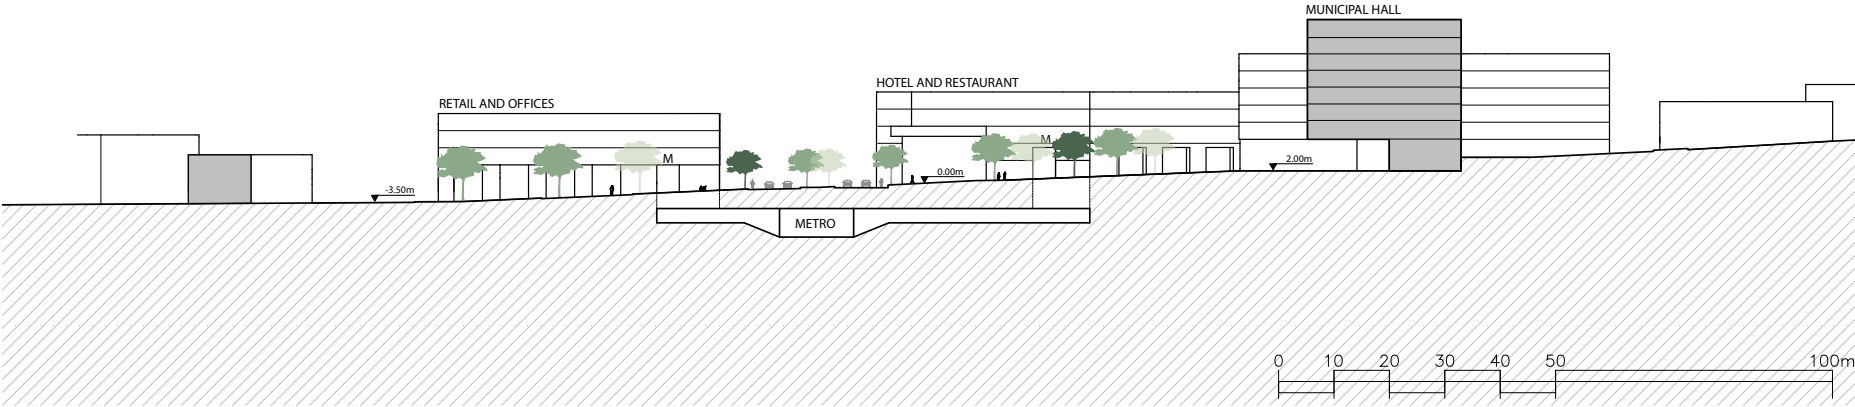 MUNICIPAL HALL
HOTEL AND RESTAURANT
RETAIL AND OFFICES
M
M
2.00m
0.00m
-3.50m
METRO
0 10 20 30 40 50 100m